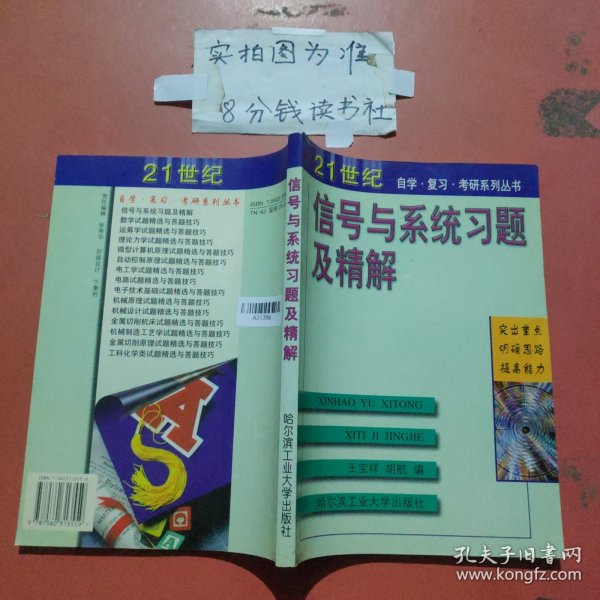 实拍图为准
8分钱读书社
21世纪
自学·复习·考研系列丛书
信号与系统习题及精解
数学试题精选与答题技巧
运筹学试题精选与答题技巧
理论力学试题精选与答题技巧
微型计算机原理试题精选与答题技巧
自动控制原理试题精选与答题技巧
电工学试题精选与答题技巧
电路试题精选与答题技巧
电子技术基础试题精选与答题技巧
机械原理试题精选与答题技巧
机械设计试题精选与答题技巧
金属切削机床试题精选与答题技巧
机械制造工艺学试题精选与答题技巧
金属切削原理试题精选与答题技巧
工科化学类试题精选与答题技巧
9 787560 313559
A31396
信号与系统习题及精解
哈尔滨工业大学出版社
21世纪
自学·复习·考研系列丛书
信号与系统习题
及精解
突出重点
明确思路
提高能力
XINHAO YU XITONG
XITI JI JINGJIE
王宝祥 胡航 编
哈尔滨工业大学出版社
孔夫子旧书网
www.kongfz.com